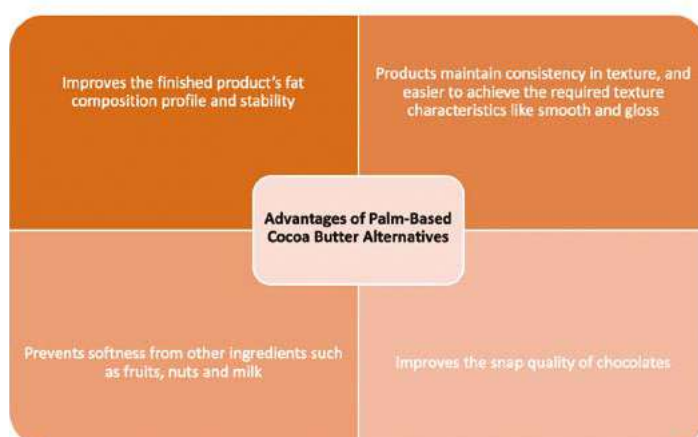 Improves the finished product's fat
composition profile and stability
Products maintain consistency in texture, and
easier to achieve the required texture
characteristics like smooth and gloss
Advantages of Palm-Based
Cocoa Butter Alternatives
Prevents softness from other ingredients such
as fruits, nuts and milk
Improves the snap quality of chocolates